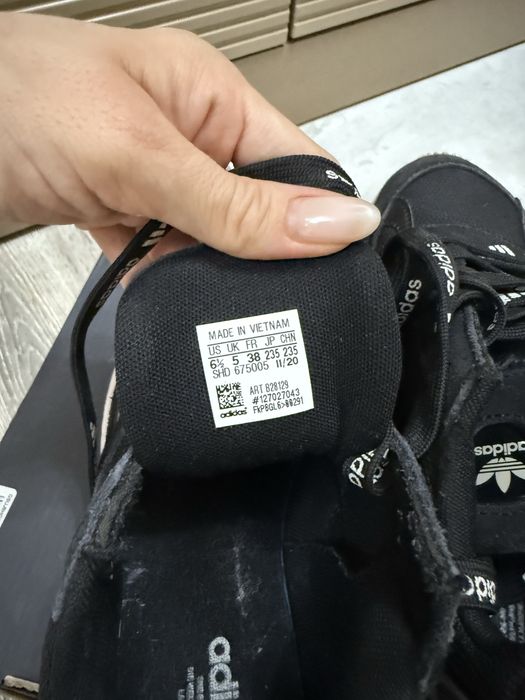 MADE IN VIETNAM
US UK FR JP CHN
6½ 5 38 235 235
SHD 675005 11/20
ART B28129
#127027043
adidas
adidas
adidas
adidas
adidas